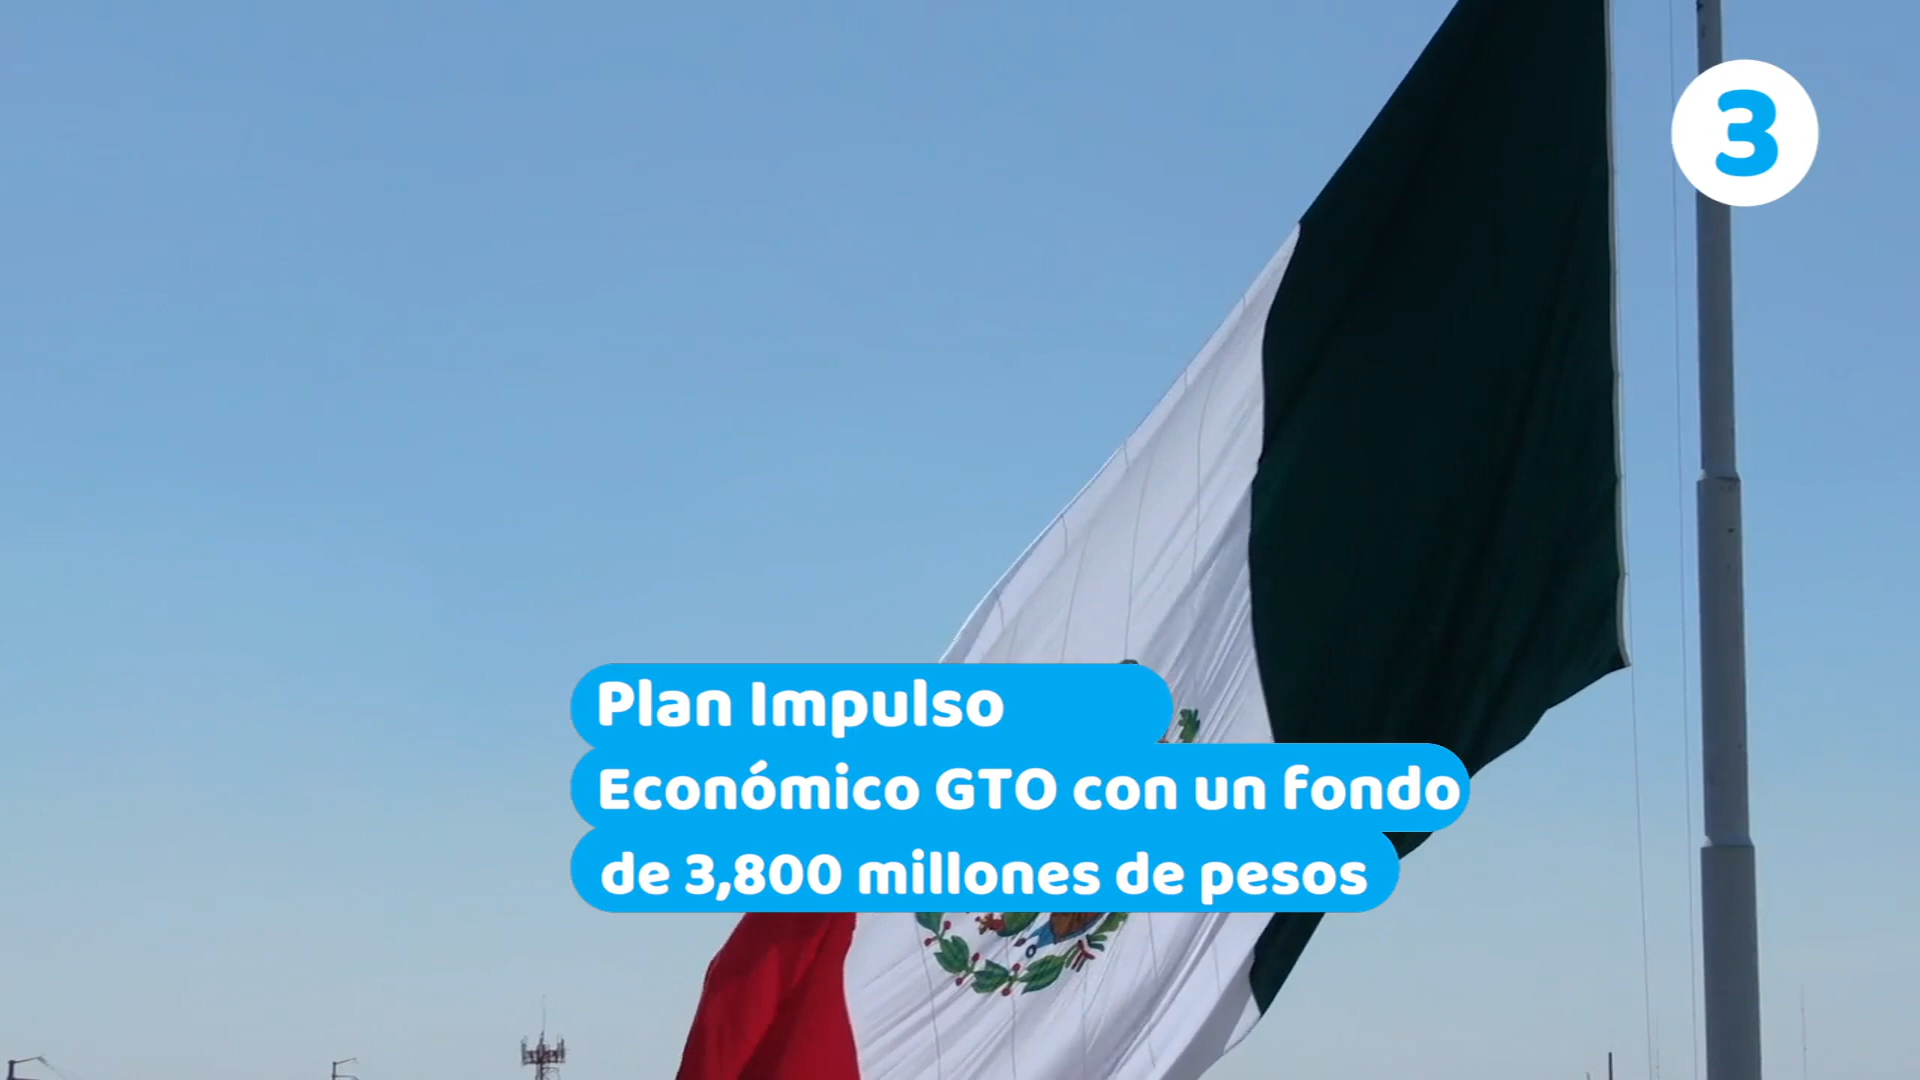 3
Plan Impulso
Económico GTO con un fondo
de 3,800 millones de pesos